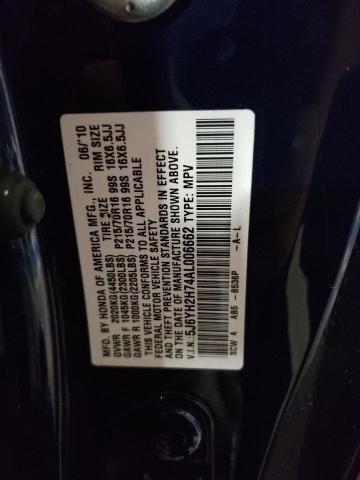 MFD. BY HONDA OF AMERICA MFG., INC. 06/'10
TIRE SIZE RIM SIZE
GVWR 2020KG(4450LBS)
GAWR F 1045KG(2300LBS) P215/70R16 99S 16X6.5JJ
GAWR R 1000KG(2205LBS) P215/70R16 99S 16X6.5JJ
THIS VEHICLE CONFORMS TO ALL APPLICABLE
FEDERAL MOTOR VEHICLE SAFETY
AND THEFT PREVENTION STANDARDS IN EFFECT
ON THE DATE OF MANUFACTURE SHOWN ABOVE.
V.I.N.:5J6YH2H74AL006662 TYPE: MPV
SCW A AB5 - B536P - A-L